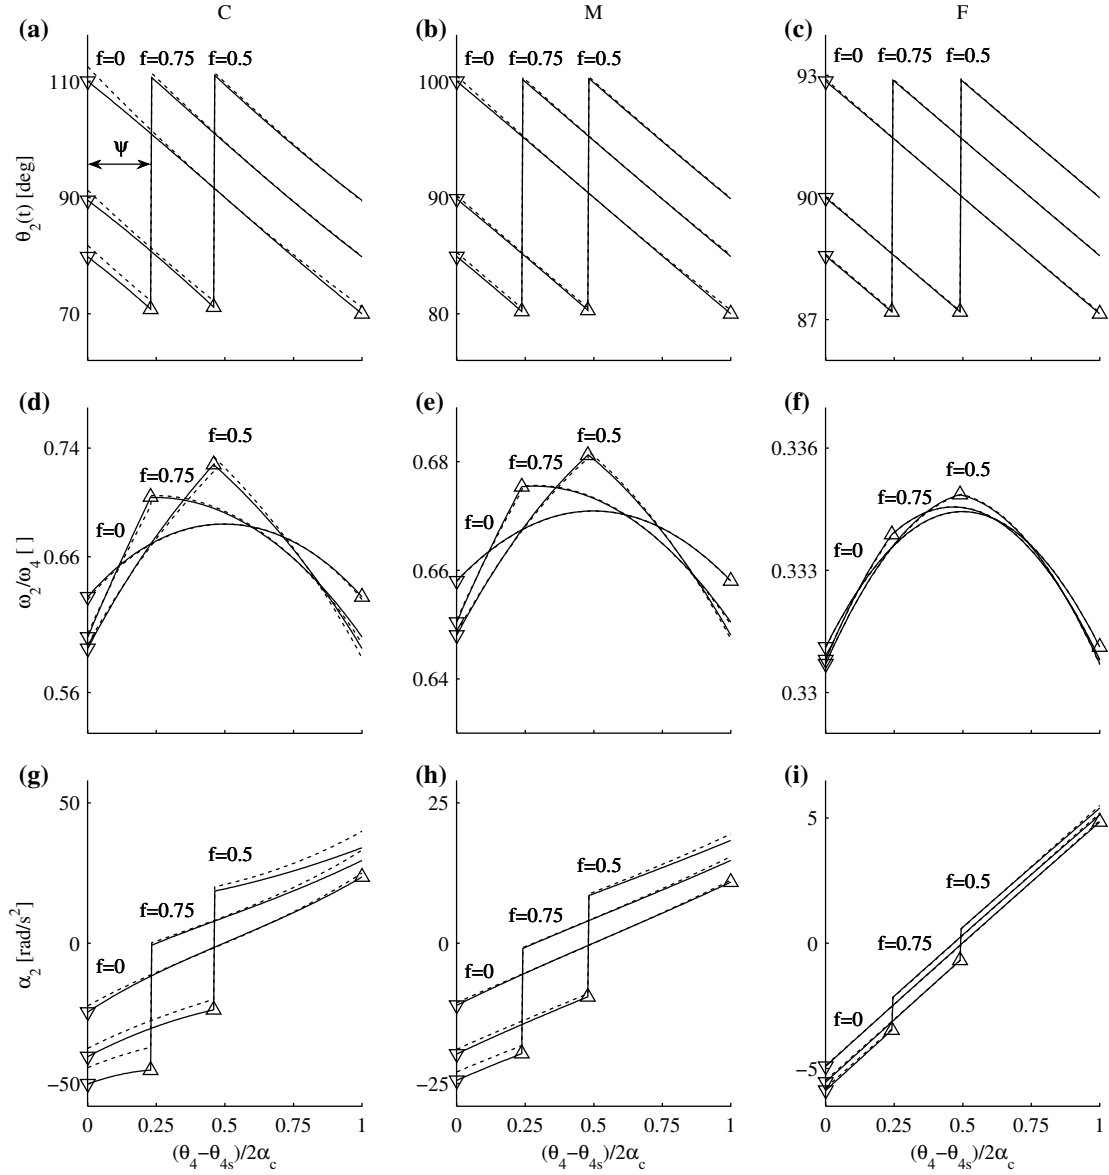 C M F
(a) (b) (c)
f=0 f=0.75 f=0.5 f=0 f=0.75 f=0.5 f=0 f=0.75 f=0.5
110 100 93
ψ
90 90 90
70 80 87
θ2(t) [deg]
(d) (e) (f)
0.74 0.68 0.336
f=0.5 f=0.5 f=0.5
f=0.75 f=0.75 f=0.75
f=0 f=0 f=0
0.66 0.66 0.333
0.56 0.64 0.33
ω2/ω4 [ ]
(g) (h) (i)
50 25 5
f=0.5 f=0.5 f=0.5
f=0.75 f=0.75 f=0.75
0 0 0
f=0 f=0 f=0
−50 −25 −5
α2 [rad/s²]
0 0.25 0.5 0.75 1 0 0.25 0.5 0.75 1 0 0.25 0.5 0.75 1
(θ4−θ4s)/2αc (θ4−θ4s)/2αc (θ4−θ4s)/2αc